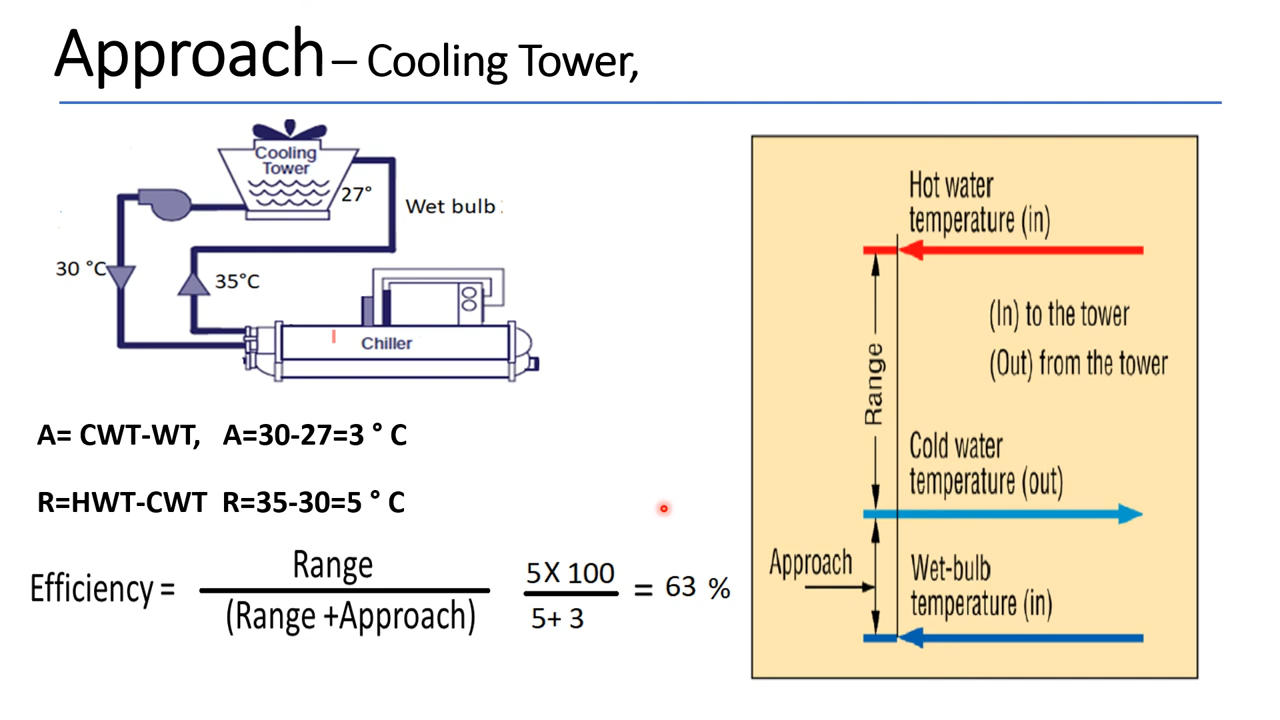 Approach – Cooling Tower,
Cooling
Tower
27°
Wet bulb
30 °C
35°C
Chiller
A= CWT-WT, A=30-27=3 ° C
R=HWT-CWT R=35-30=5 ° C
Efficiency = Range
(Range +Approach)
5X 100
5+ 3
= 63 %
Hot water
temperature (in)
(In) to the tower
(Out) from the tower
Range
Cold water
temperature (out)
Approach
Wet-bulb
temperature (in)